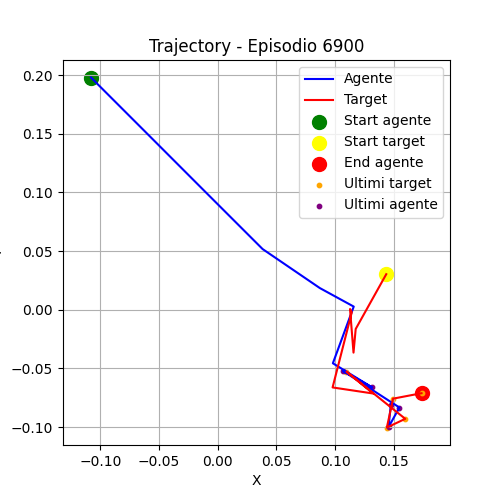 Trajectory - Episodio 6900
Agente
Target
Start agente
Start target
End agente
Ultimi target
Ultimi agente
0.20
0.15
0.10
0.05
0.00
−0.05
−0.10
−0.10
−0.05
0.00
0.05
0.10
0.15
X